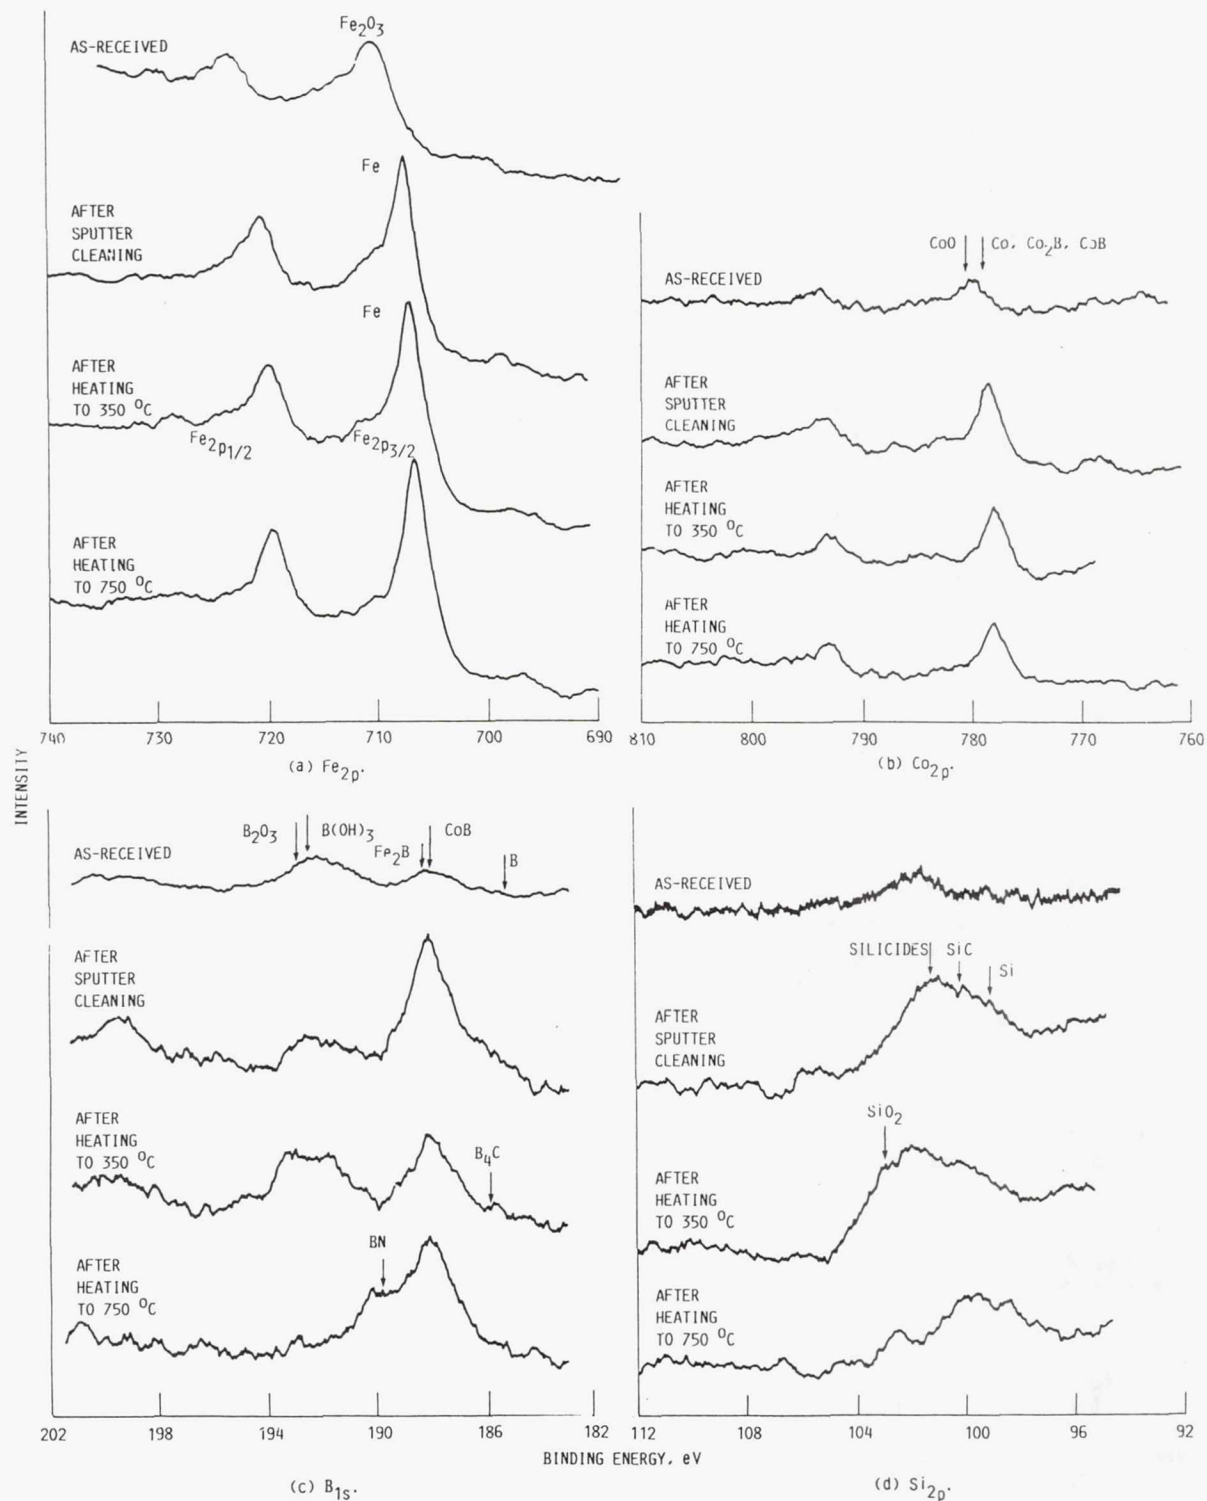 Fe2O3
AS-RECEIVED
Fe
AFTER
SPUTTER
CLEANING
Fe
AFTER
HEATING
TO 350 °C
Fe2p1/2
Fe2p3/2
AFTER
HEATING
TO 750 °C
740 730 720 710 700 690
(a) Fe2p.
CoO
Co, Co2B, CoB
AS-RECEIVED
AFTER
SPUTTER
CLEANING
AFTER
HEATING
TO 350 °C
AFTER
HEATING
TO 750 °C
810 800 790 780 770 760
(b) Co2p.
INTENSITY
B2O3
B(OH)3
Fe2B
CoB
B
AS-RECEIVED
AFTER
SPUTTER
CLEANING
AFTER
HEATING
TO 350 °C
B4C
BN
AFTER
HEATING
TO 750 °C
202 198 194 190 186 182
(c) B1s.
AS-RECEIVED
SILICIDES
SiC
Si
AFTER
SPUTTER
CLEANING
SiO2
AFTER
HEATING
TO 350 °C
AFTER
HEATING
TO 750 °C
112 108 104 100 96 92
BINDING ENERGY, eV
(d) Si2p.